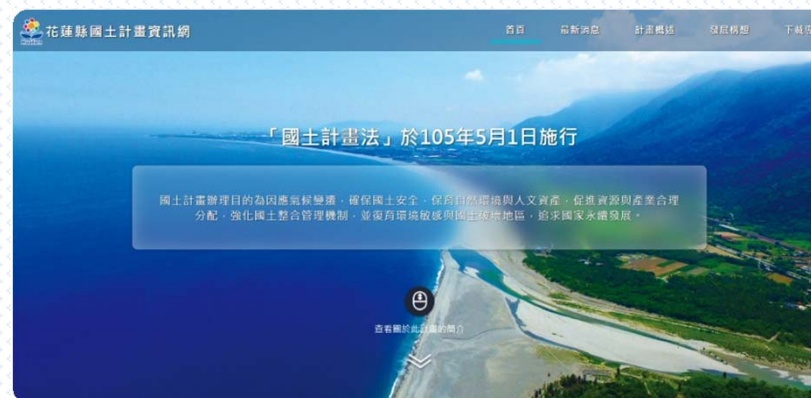 花蓮縣國土計畫資訊網
首頁 最新消息 計畫概述 發展構想 下載
「國土計畫法」於105年5月1日施行
國土計畫辦理目的為因應氣候變遷，確保國土安全，保育自然環境與人文資產，促進資源與產業合理
分配，強化國土整合管理機制，並復育環境敏感與國土破壞地區，追求國家永續發展。
查看關於此計畫的簡介